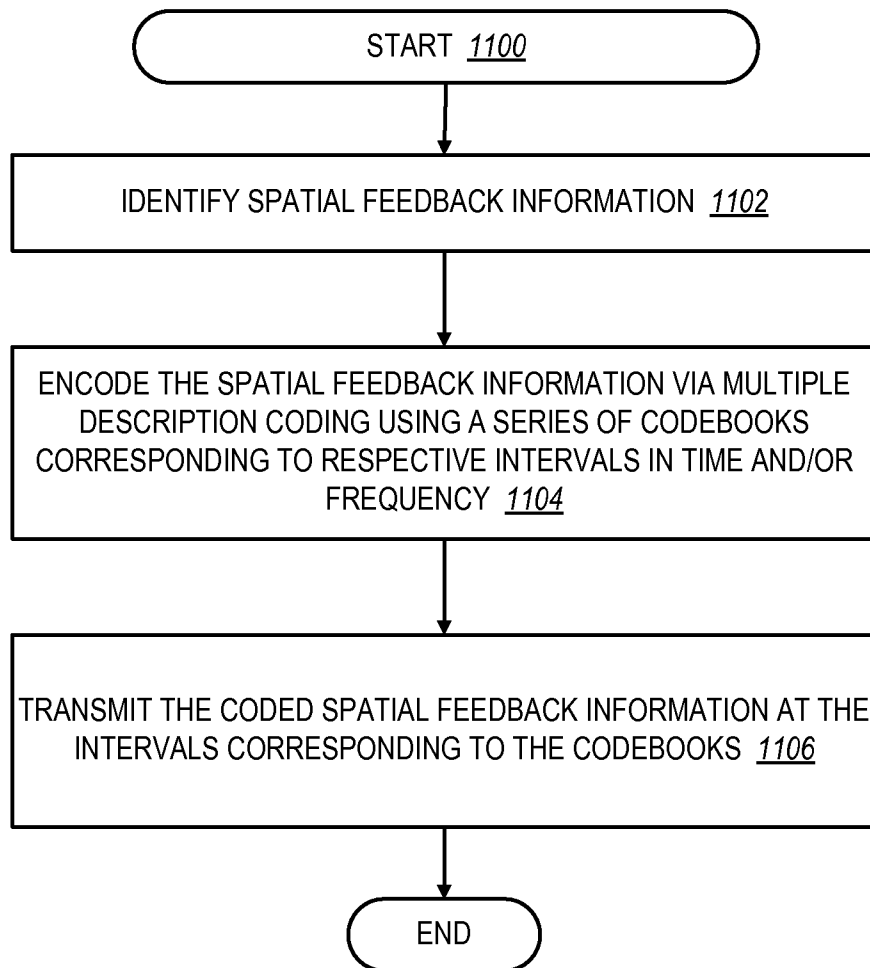 START 1100
IDENTIFY SPATIAL FEEDBACK INFORMATION 1102
ENCODE THE SPATIAL FEEDBACK INFORMATION VIA MULTIPLE
DESCRIPTION CODING USING A SERIES OF CODEBOOKS
CORRESPONDING TO RESPECTIVE INTERVALS IN TIME AND/OR
FREQUENCY 1104
TRANSMIT THE CODED SPATIAL FEEDBACK INFORMATION AT THE
INTERVALS CORRESPONDING TO THE CODEBOOKS 1106
END